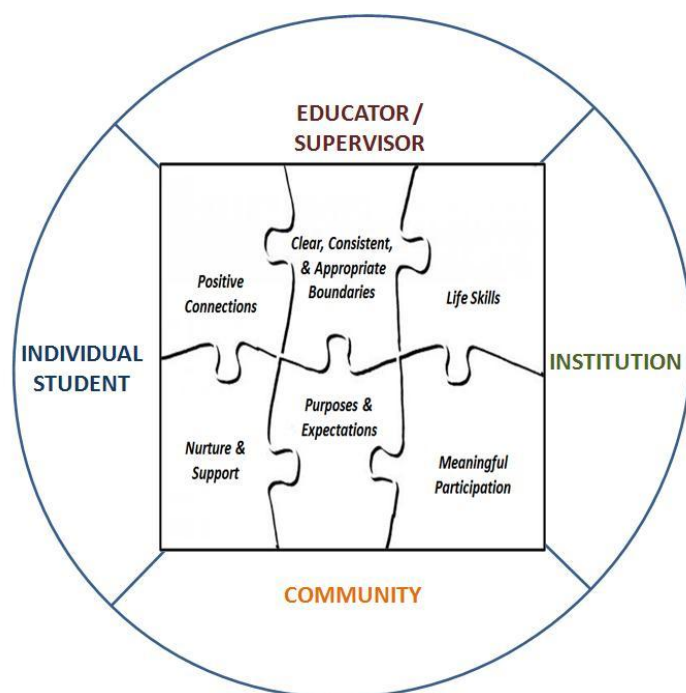 EDUCATOR /
SUPERVISOR
Clear, Consistent,
& Appropriate
Boundaries
Positive
Connections
Life Skills
INDIVIDUAL
STUDENT
INSTITUTION
Purposes &
Expectations
Nurture &
Support
Meaningful
Participation
COMMUNITY